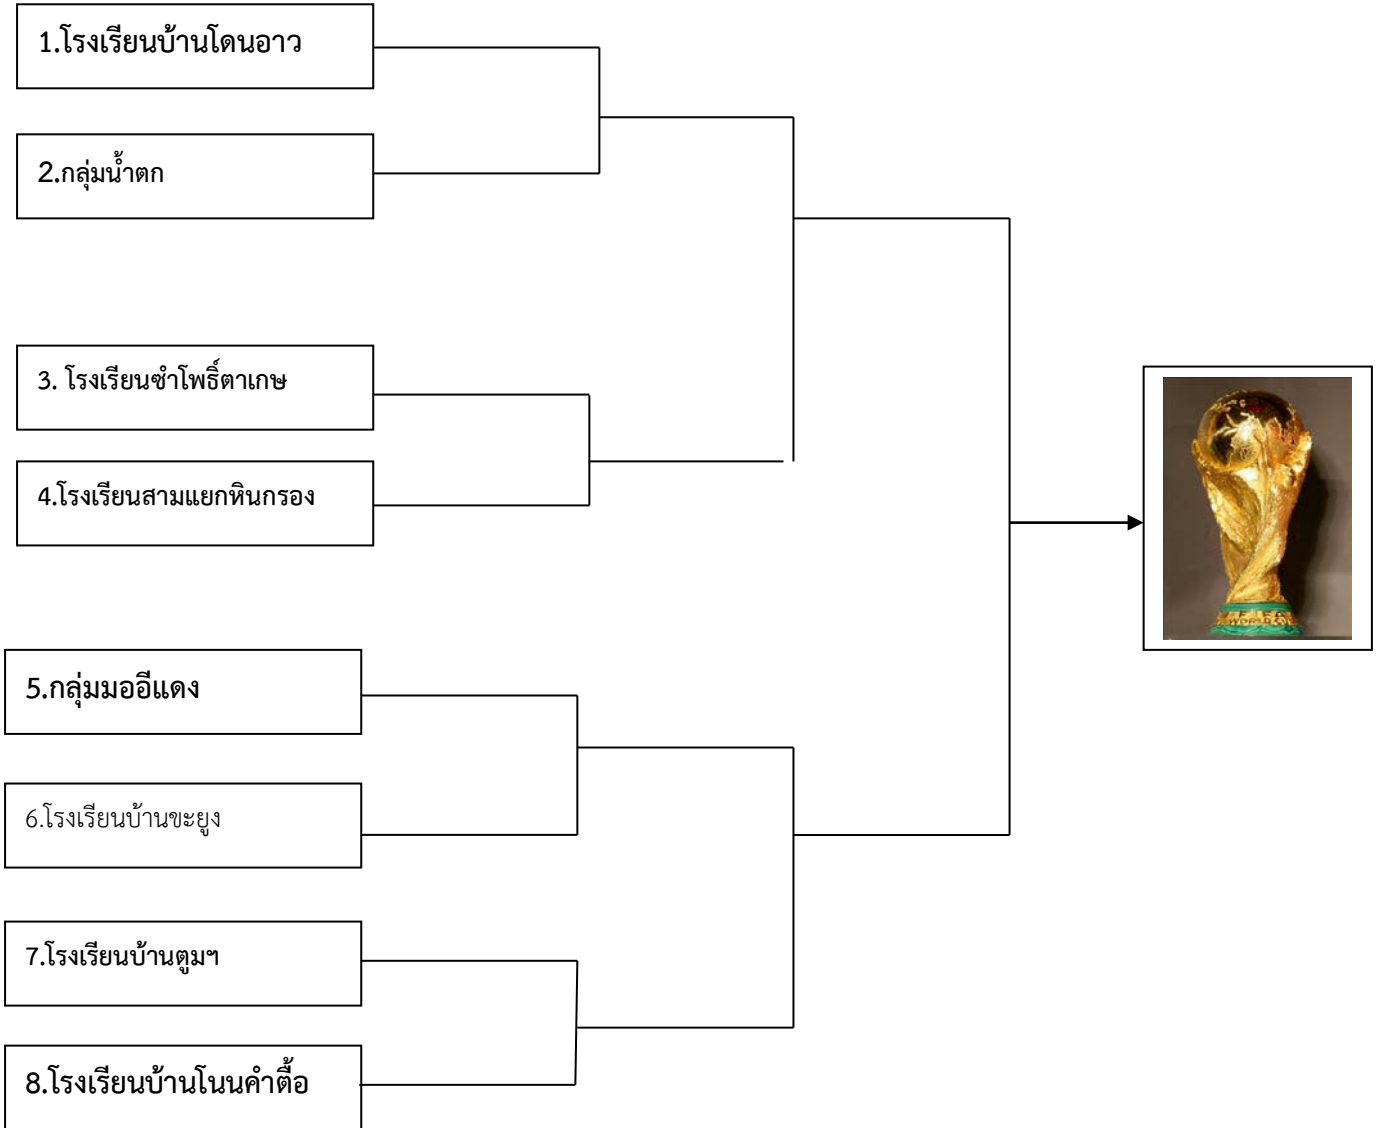 1.โรงเรียนบ้านโดนอาว
2.กลุ่มน้ำตก
3. โรงเรียนซำโพธิ์ตาเกษ
4.โรงเรียนสามแยกหินกรอง
5.กลุ่มมออีแดง
6.โรงเรียนบ้านขะยูง
7.โรงเรียนบ้านตูมฯ
8.โรงเรียนบ้านโนนคำตื้อ
FIFA
WORLD CUP